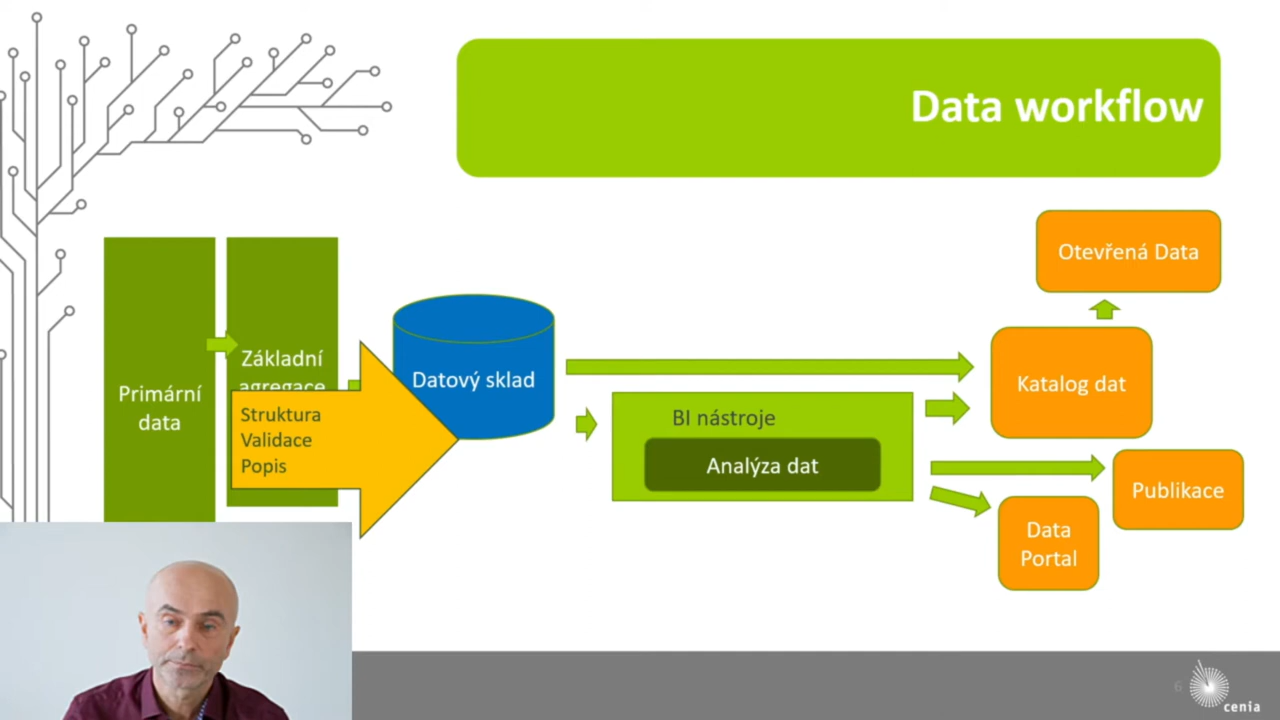 Data workflow
Otevřená Data
Primární
data
Základní
agregace
Struktura
Validace
Popis
Datový sklad
BI nástroje
Analýza dat
Katalog dat
Publikace
Data
Portal
6
cenia